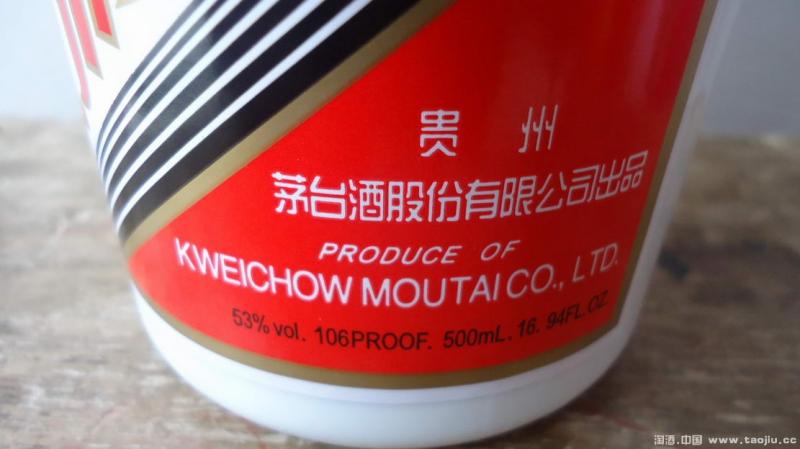 贵 州
茅台酒股份有限公司出品
PRODUCE OF
KWEICHOW MOUTAI CO., LTD.
53% vol. 106PROOF. 500mL. 16. 94FL.OZ.
淘酒.中国 www.taojiu.cc